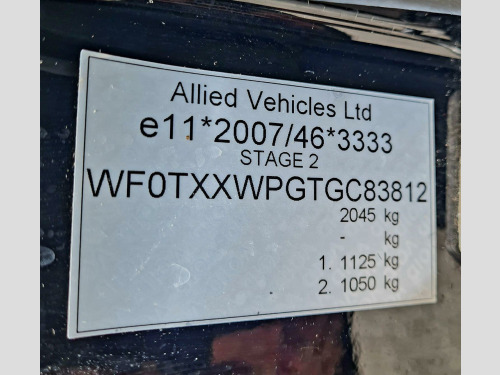 Allied Vehicles Ltd
e11*2007/46*3333
STAGE 2
WF0TXXWPGTGC83812
2045 kg
- kg
1. 1125 kg
2. 1050 kg